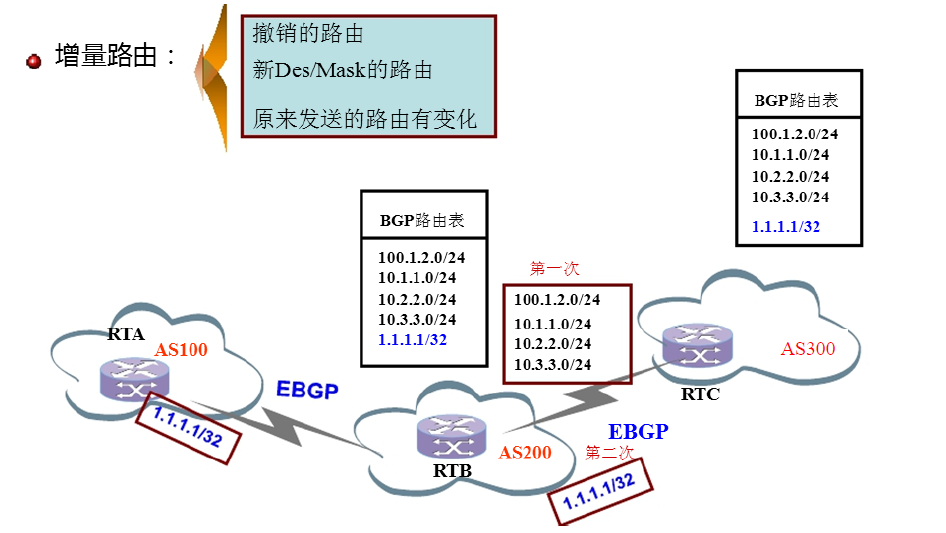 增量路由：
撤销的路由
新Des/Mask的路由
原来发送的路由有变化
BGP路由表
100.1.2.0/24
10.1.1.0/24
10.2.2.0/24
10.3.3.0/24
1.1.1.1/32
BGP路由表
100.1.2.0/24
10.1.1.0/24
10.2.2.0/24
10.3.3.0/24
1.1.1.1/32
第一次
100.1.2.0/24
10.1.1.0/24
10.2.2.0/24
10.3.3.0/24
RTA
AS100
1.1.1.1/32
EBGP
RTB
AS200
EBGP
第二次
1.1.1.1/32
RTC
AS300